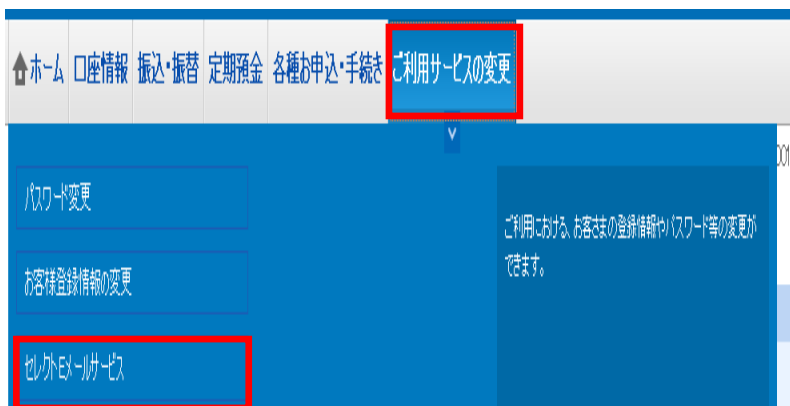 ホーム 口座情報 振込・振替 定期預金 各種お申込・手続き ご利用サービスの変更
001
パスワード変更
ご利用における、お客さまの登録情報やパスワード等の変更が
できます。
お客様登録情報の変更
セレクトEメールサービス